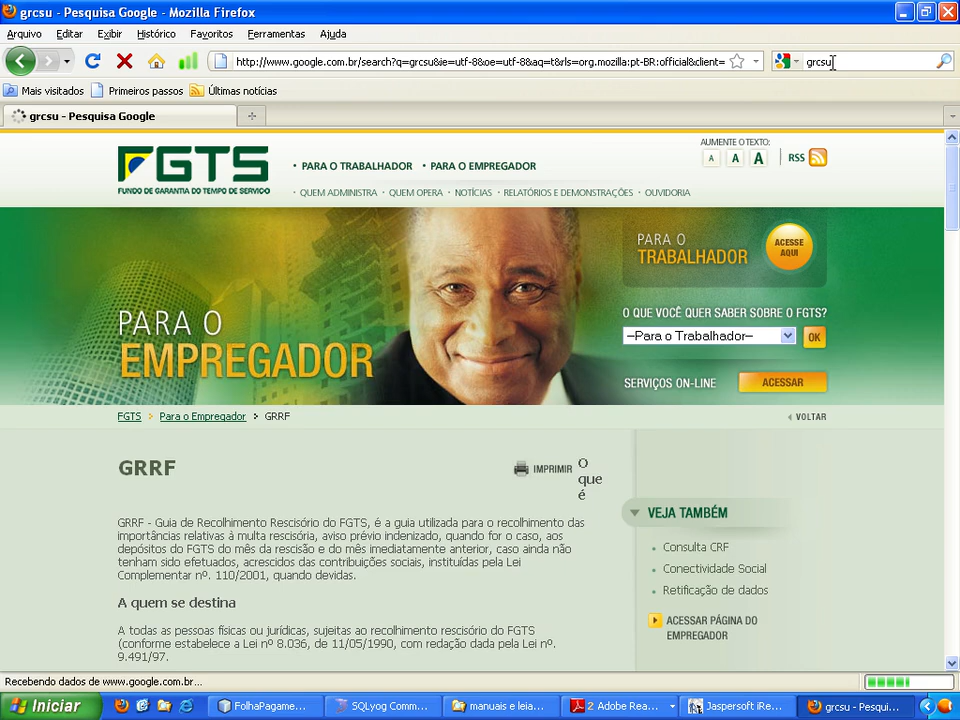 grcsu - Pesquisa Google - Mozilla Firefox
Arquivo Editar Exibir Histórico Favoritos Ferramentas Ajuda
http://www.google.com.br/search?q=grcsu&ie=utf-8&oe=utf-8&aq=t&rls=org.mozilla:pt-BR:official&client= grcsu
Mais visitados Primeiros passos Últimas notícias
grcsu - Pesquisa Google
AUMENTE O TEXTO:
FGTS
FUNDO DE GARANTIA DO TEMPO DE SERVIÇO
• PARA O TRABALHADOR • PARA O EMPREGADOR
A A A RSS
• QUEM ADMINISTRA • QUEM OPERA • NOTÍCIAS • RELATÓRIOS E DEMONSTRAÇÕES • OUVIDORIA
PARA O
TRABALHADOR
ACESSE
AQUI
O QUE VOCÊ QUER SABER SOBRE O FGTS?
—Para o Trabalhador— OK
PARA O
EMPREGADOR
SERVIÇOS ON-LINE ACESSAR
FGTS > Para o Empregador > GRRF VOLTAR
GRRF
IMPRIMIR
O
que
é
GRRF - Guia de Recolhimento Rescisório do FGTS, é a guia utilizada para o recolhimento das
importâncias relativas à multa rescisória, aviso prévio indenizado, quando for o caso, aos
depósitos do FGTS do mês da rescisão e do mês imediatamente anterior, caso ainda não
tenham sido efetuados, acrescidos das contribuições sociais, instituídas pela Lei
Complementar nº. 110/2001, quando devidas.
A quem se destina
A todas as pessoas físicas ou jurídicas, sujeitas ao recolhimento rescisório do FGTS
(conforme estabelece a Lei nº 8.036, de 11/05/1990, com redação dada pela Lei nº.
9.491/97.
VEJA TAMBÉM
• Consulta CRF
• Conectividade Social
• Retificação de dados
ACESSAR PÁGINA DO
EMPREGADOR
Recebendo dados de www.google.com.br...
Iniciar FolhaPagame... SQLyog Comm... manuais e leia... 2 Adobe Rea... Jaspersoft iRe... grcsu - Pesqui...